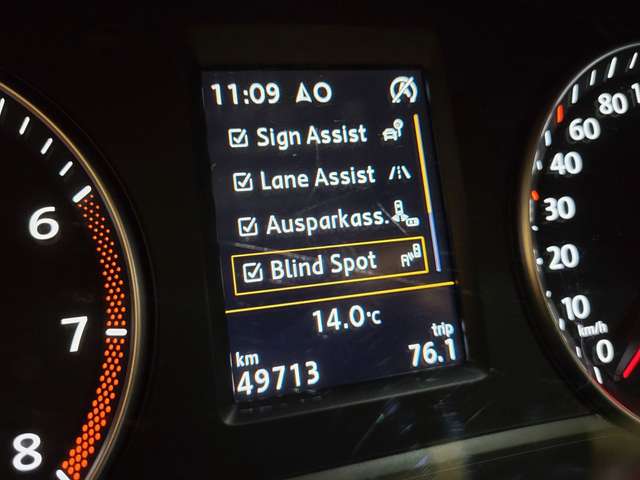 11:09 AO
Sign Assist
Lane Assist
Ausparkass.
Blind Spot
14.0°C
km
49713
trip
76.1
6
7
8
80
60
40
30
20
10
km/h
0